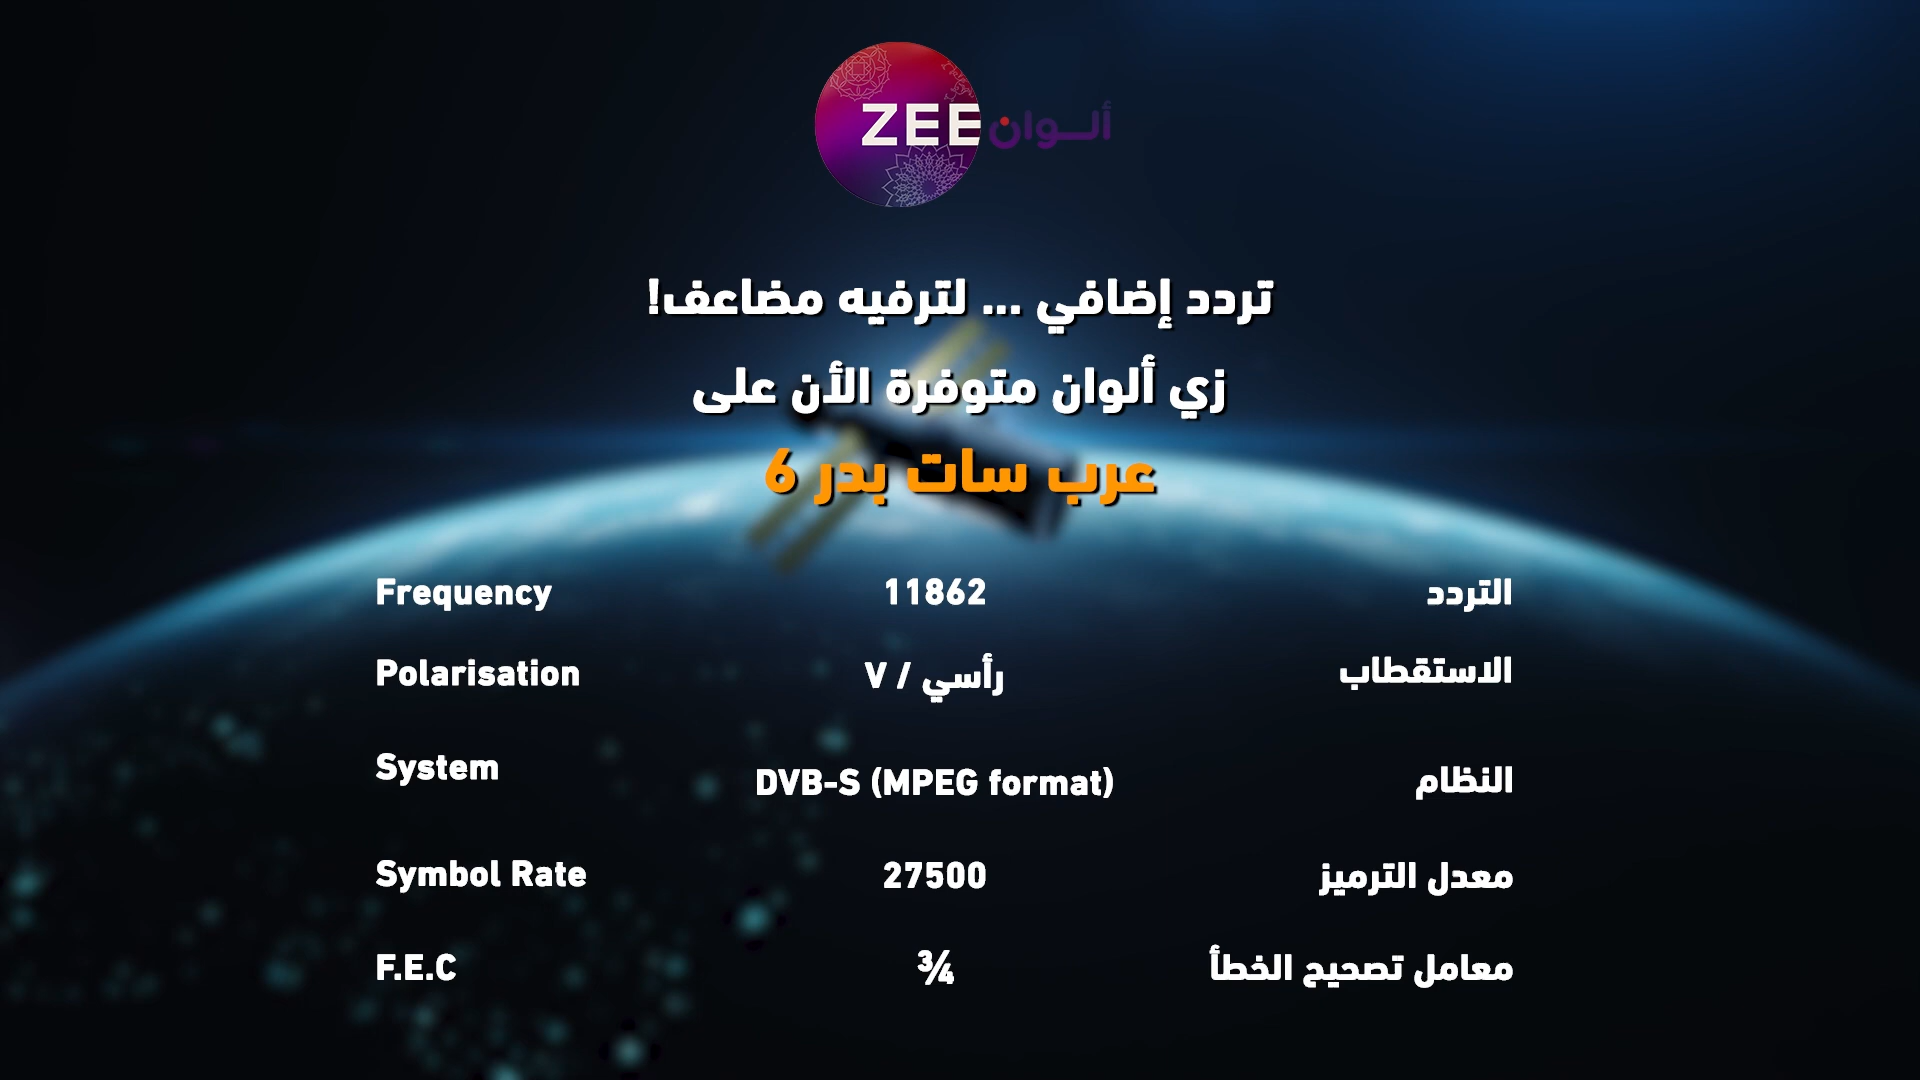 ZEE ألوان
تردد إضافي ... لترفيه مضاعف!
زي ألوان متوفرة الأن على
عرب سات بدر 6
Frequency 11862 التردد
Polarisation رأسي / V الاستقطاب
System DVB-S (MPEG format) النظام
Symbol Rate 27500 معدل الترميز
F.E.C ¾ معامل تصحيح الخطأ